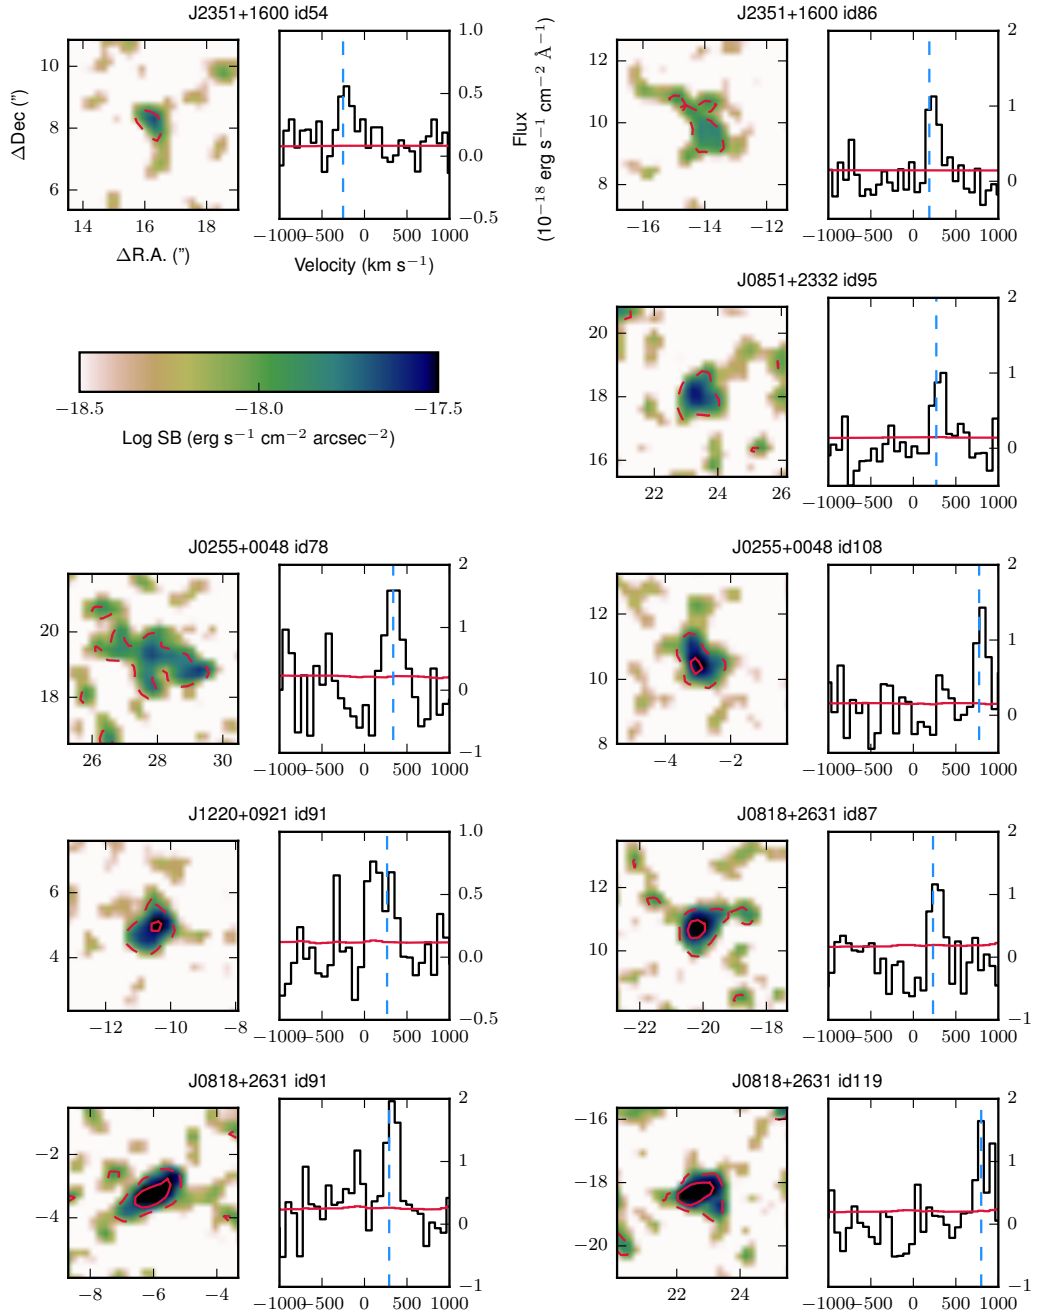 J2351+1600 id54
10
8
6
ΔDec (")
14 16 18
ΔR.A. (")
1.0
0.5
0.0
−0.5
−1000 −500 0 500 1000
Velocity (km s⁻¹)
J2351+1600 id86
Flux
(10⁻¹⁸ erg s⁻¹ cm⁻² Å⁻¹)
12
10
8
−16 −14 −12
2
1
0
−1000 −500 0 500 1000
−18.5 −18.0 −17.5
Log SB (erg s⁻¹ cm⁻² arcsec⁻²)
J0851+2332 id95
20
18
16
22 24 26
2
1
0
−1000 −500 0 500 1000
J0255+0048 id78
20
18
26 28 30
2
1
0
−1
−1000 −500 0 500 1000
J0255+0048 id108
12
10
8
−4 −2
2
1
0
−1000 −500 0 500 1000
J1220+0921 id91
6
4
−12 −10 −8
1.0
0.5
0.0
−0.5
−1000 −500 0 500 1000
J0818+2631 id87
12
10
−22 −20 −18
2
1
0
−1
−1000 −500 0 500 1000
J0818+2631 id91
−2
−4
−8 −6 −4
2
1
0
−1
−1000 −500 0 500 1000
J0818+2631 id119
−16
−18
−20
22 24
2
1
0
−1
−1000 −500 0 500 1000